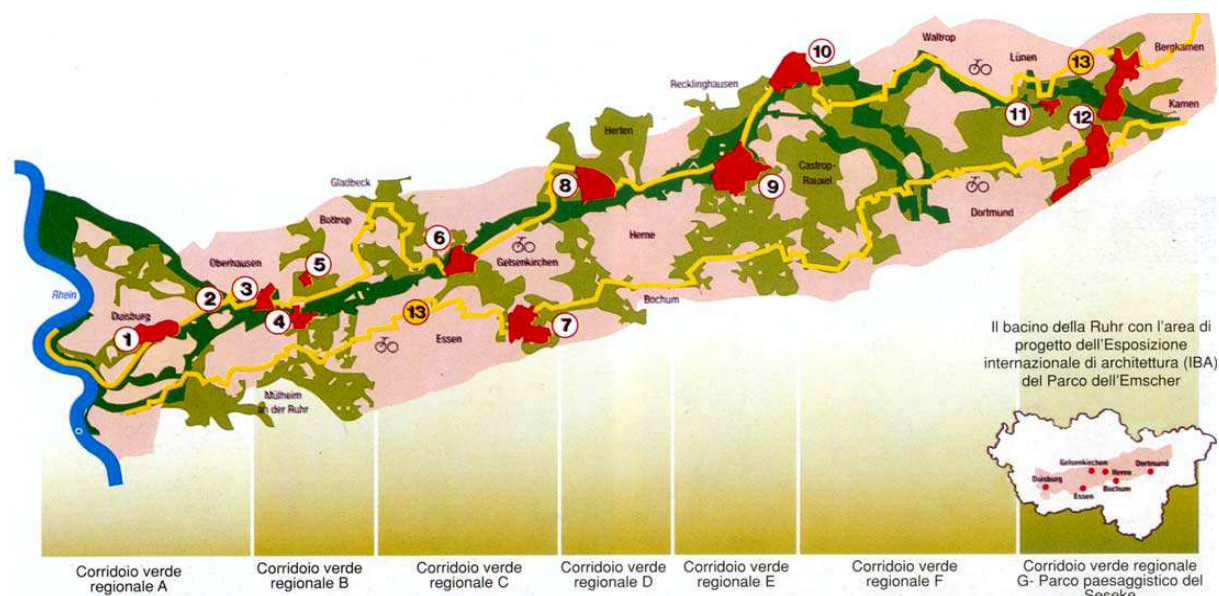 10
Waltrop
Lünen
13
Bergkamen
Recklinghausen
11
12
Kamen
Herten
8
9
Castrop-
Rauxel
Gladbeck
Bottrop
6
Gelsenkirchen
Herne
Dortmund
Oberhausen
5
Rhein
Duisburg
2
3
1
4
13
Essen
7
Bochum
Mülheim
an der Ruhr
Il bacino della Ruhr con l'area di
progetto dell'Esposizione
internazionale di architettura (IBA)
del Parco dell'Emscher
Gelsenkirchen
Herne
Dortmund
Duisburg
Essen
Bochum
Corridoio verde
regionale A
Corridoio verde
regionale B
Corridoio verde
regionale C
Corridoio verde
regionale D
Corridoio verde
regionale E
Corridoio verde
regionale F
Corridoio verde regionale
G- Parco paesaggistico del
Seseke